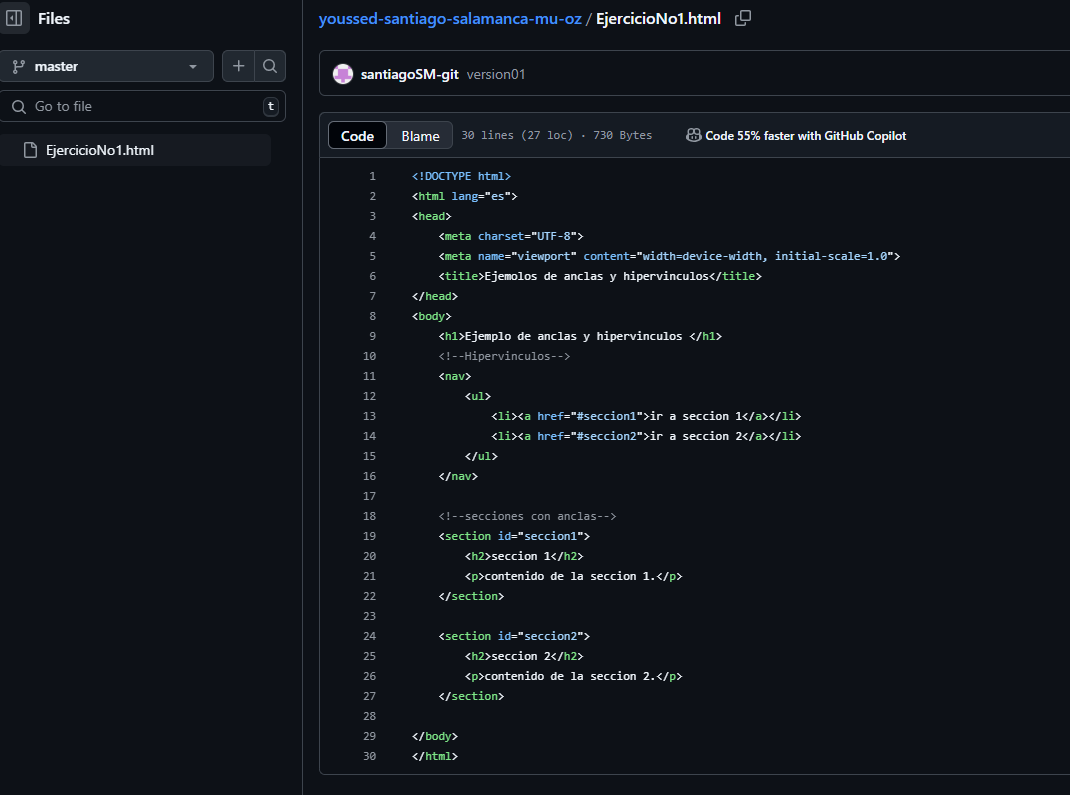 Files
master
Go to file
t
EjercicioNo1.html
youssed-santiago-salamanca-mu-oz / EjercicioNo1.html
santiagoSM-git version01
Code Blame 30 lines (27 loc) · 730 Bytes Code 55% faster with GitHub Copilot
1 <!DOCTYPE html>
2 <html lang="es">
3 <head>
4     <meta charset="UTF-8">
5     <meta name="viewport" content="width=device-width, initial-scale=1.0">
6     <title>Ejemolos de anclas y hipervinculos</title>
7 </head>
8 <body>
9     <h1>Ejemplo de anclas y hipervinculos </h1>
10     <!--Hipervinculos-->
11     <nav>
12         <ul>
13             <li><a href="#seccion1">ir a seccion 1</a></li>
14             <li><a href="#seccion2">ir a seccion 2</a></li>
15         </ul>
16     </nav>
17
18     <!--secciones con anclas-->
19     <section id="seccion1">
20         <h2>seccion 1</h2>
21         <p>contenido de la seccion 1.</p>
22     </section>
23
24     <section id="seccion2">
25         <h2>seccion 2</h2>
26         <p>contenido de la seccion 2.</p>
27     </section>
28
29 </body>
30 </html>